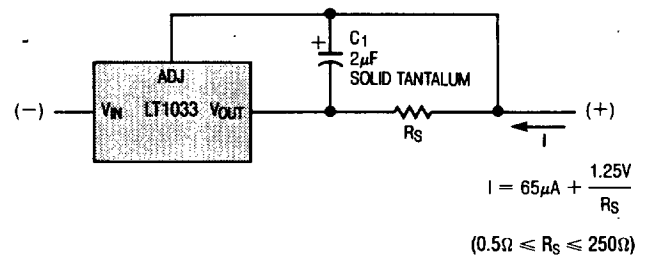 + C1
2μF
SOLID TANTALUM
ADJ
(−) VIN LT1033 VOUT (+)
RS
I
I = 65μA + 1.25V / RS
(0.5Ω ≤ RS ≤ 250Ω)